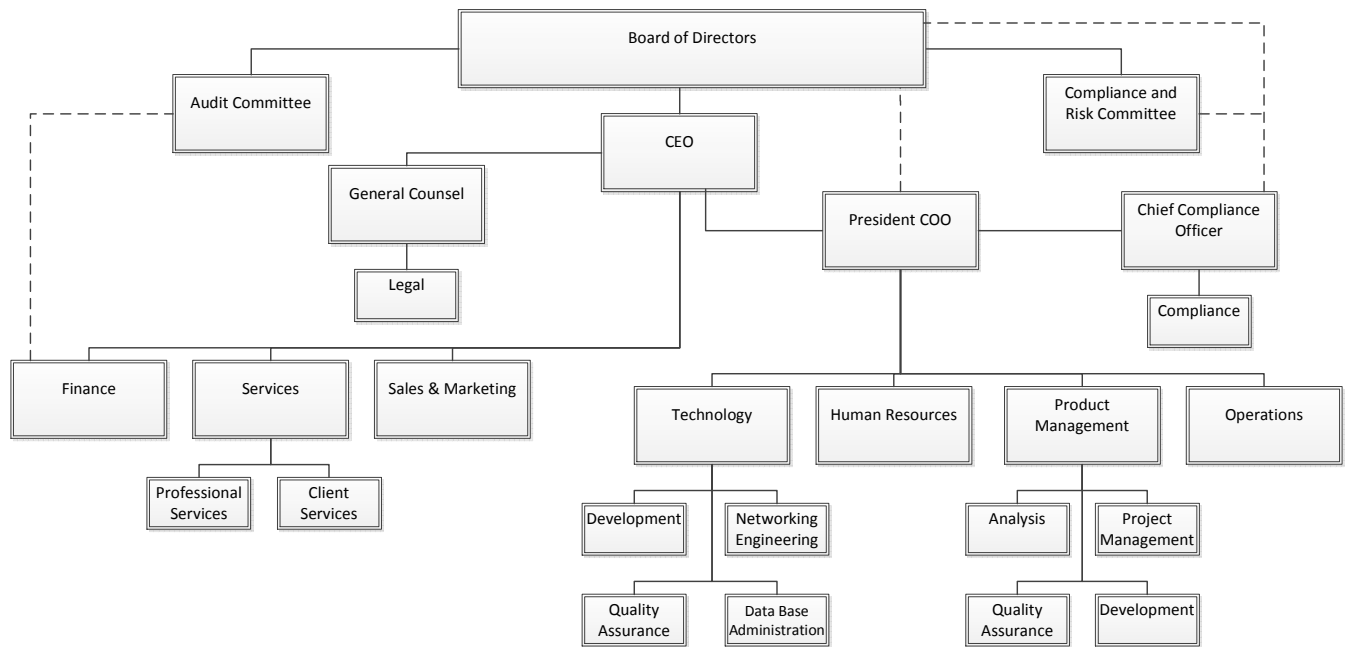 Board of Directors
Audit Committee
Compliance and
Risk Committee
CEO
General Counsel
President COO
Chief Compliance
Officer
Legal
Compliance
Finance
Services
Sales & Marketing
Technology
Human Resources
Product
Management
Operations
Professional
Services
Client
Services
Development
Networking
Engineering
Analysis
Project
Management
Quality
Assurance
Data Base
Administration
Quality
Assurance
Development